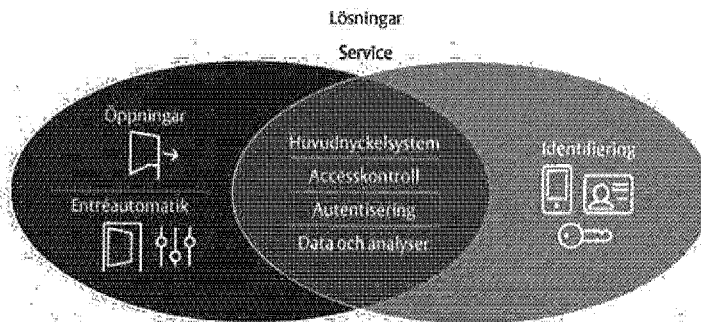 Lösningar
Service
Öppningar
Entréautomatik
Huvudnyckelsystem
Accesskontroll
Autentisering
Data och analyser
Identifiering